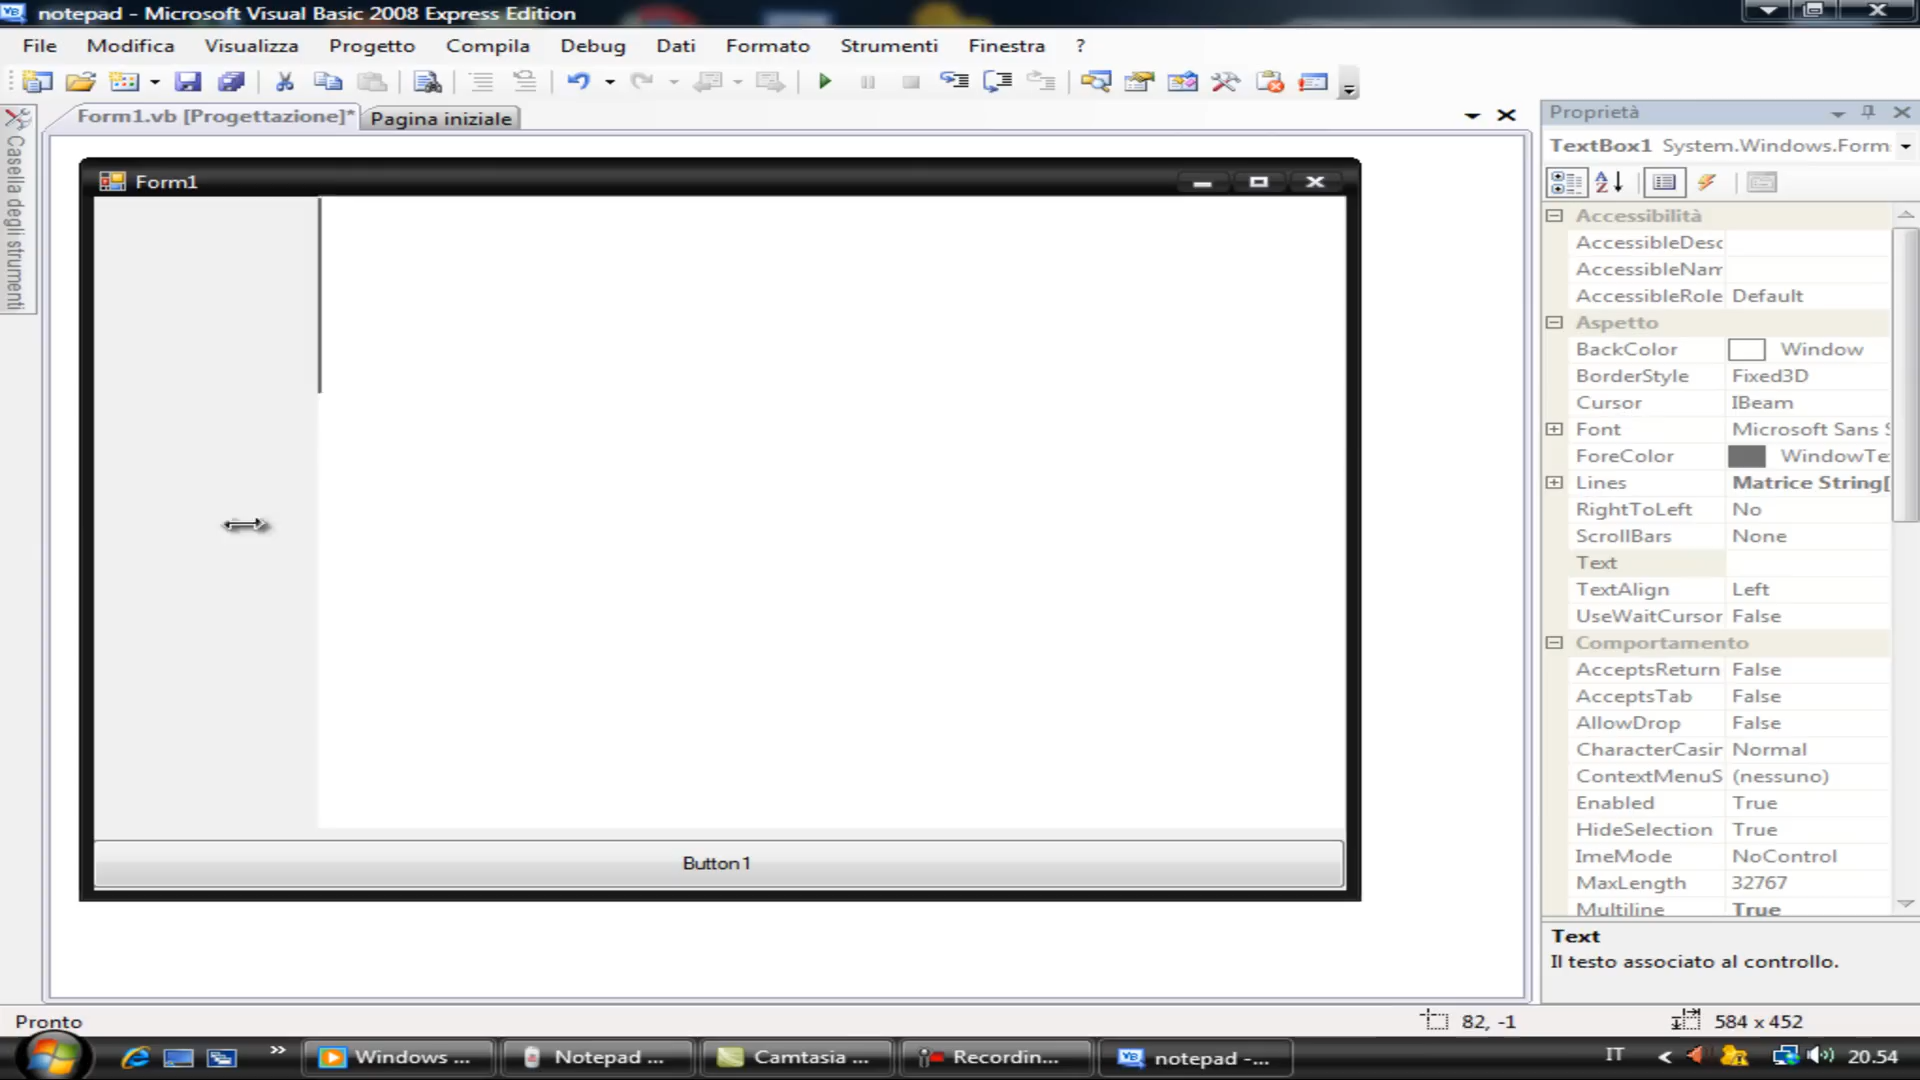 notepad - Microsoft Visual Basic 2008 Express Edition
File Modifica Visualizza Progetto Compila Debug Dati Formato Strumenti Finestra ?
Form1.vb [Progettazione]* Pagina iniziale
Casella degli strumenti
Form1
Button1
Proprietà
TextBox1 System.Windows.Form
Accessibilità
AccessibleDesc
AccessibleNam
AccessibleRole Default
Aspetto
BackColor Window
BorderStyle Fixed3D
Cursor IBeam
Font Microsoft Sans S
ForeColor WindowTe
Lines Matrice String[
RightToLeft No
ScrollBars None
Text
TextAlign Left
UseWaitCursor False
Comportamento
AcceptsReturn False
AcceptsTab False
AllowDrop False
CharacterCasin Normal
ContextMenuS (nessuno)
Enabled True
HideSelection True
ImeMode NoControl
MaxLength 32767
Multiline True
Text
Il testo associato al controllo.
Pronto 82, -1 584 x 452
» Windows ... Notepad ... Camtasia ... Recordin... notepad -... IT < 20.54